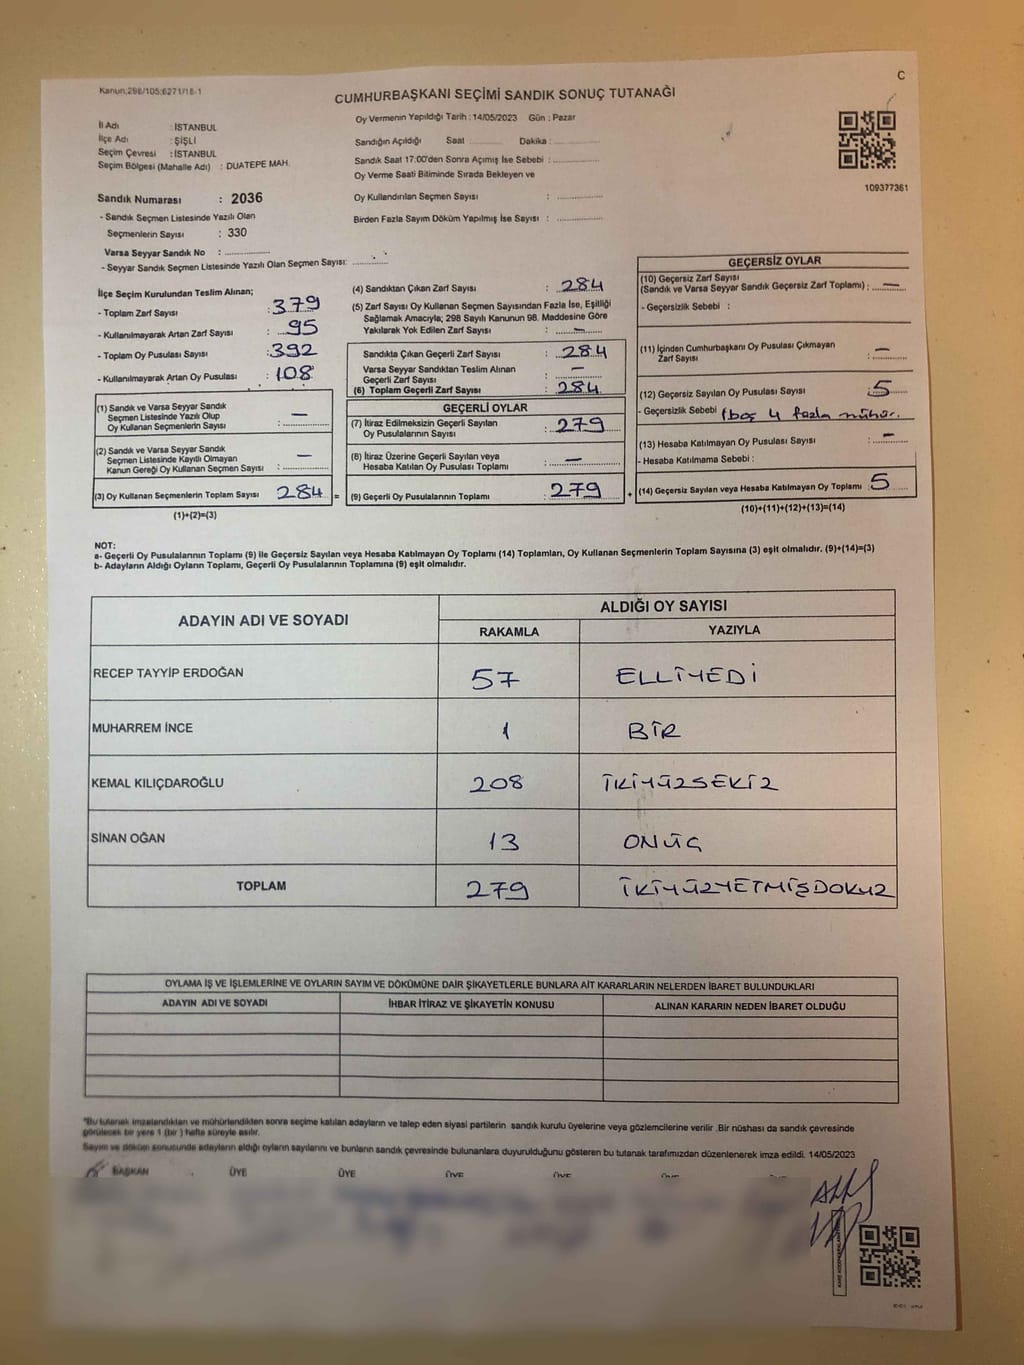 C
Kanun;298/105;6271/18-1
CUMHURBAŞKANI SEÇİMİ SANDIK SONUÇ TUTANAĞI
İl Adı : İSTANBUL
İlçe Adı : ŞİŞLİ
Seçim Çevresi : İSTANBUL
Seçim Bölgesi (Mahalle Adı) : DUATEPE MAH.
Sandık Numarası : 2036
- Sandık Seçmen Listesinde Yazılı Olan
Seçmenlerin Sayısı : 330
Varsa Seyyar Sandık No : ............
- Seyyar Sandık Seçmen Listesinde Yazılı Olan Seçmen Sayısı: ............
Oy Vermenin Yapıldığı Tarih : 14/05/2023 Gün : Pazar
Sandığın Açıldığı Saat ............ Dakika : ............
Sandık Saat 17:00'den Sonra Açımış İse Sebebi : ............
Oy Verme Saati Bitiminde Sırada Bekleyen ve
Oy Kullandırılan Seçmen Sayısı : ............
Birden Fazla Sayım Döküm Yapılmış İse Sayısı : ............
109377361
İlçe Seçim Kurulundan Teslim Alınan;
- Toplam Zarf Sayısı : 379
- Kullanılmayarak Artan Zarf Sayısı : 95
- Toplam Oy Pusulası Sayısı : 392
- Kullanılmayarak Artan Oy Pusulası : 108
(1) Sandık ve Varsa Seyyar Sandık
Seçmen Listesinde Yazılı Olup
Oy Kullanan Seçmenlerin Sayısı : —
(2) Sandık ve Varsa Seyyar Sandık
Seçmen Listesinde Kayıtlı Olmayan
Kanun Gereği Oy Kullanan Seçmen Sayısı : —
(3) Oy Kullanan Seçmenlerin Toplam Sayısı 284 =
(1)+(2)=(3)
(4) Sandıktan Çıkan Zarf Sayısı : 284
(5) Zarf Sayısı Oy Kullanan Seçmen Sayısından Fazla İse, Eşitliği
Sağlamak Amacıyla; 298 Sayılı Kanunun 98. Maddesine Göre
Yakılarak Yok Edilen Zarf Sayısı : —
Sandıkta Çıkan Geçerli Zarf Sayısı : 284
Varsa Seyyar Sandıktan Teslim Alınan
Geçerli Zarf Sayısı : —
(6) Toplam Geçerli Zarf Sayısı : 284
GEÇERLİ OYLAR
(7) İtiraz Edilmeksizin Geçerli Sayılan
Oy Pusulalarının Sayısı : 279
(8) İtiraz Üzerine Geçerli Sayılan veya
Hesaba Katılan Oy Pusulası Toplamı : —
(9) Geçerli Oy Pusulalarının Toplamı : 279 +
GEÇERSİZ OYLAR
(10) Geçersiz Zarf Sayısı
(Sandık ve Varsa Seyyar Sandık Geçersiz Zarf Toplamı) : —
- Geçersizlik Sebebi :
(11) İçinden Cumhurbaşkanı Oy Pusulası Çıkmayan
Zarf Sayısı : —
(12) Geçersiz Sayılan Oy Pusulası Sayısı : 5
- Geçersizlik Sebebi 1 boş 4 fazla mühür.
(13) Hesaba Katılmayan Oy Pusulası Sayısı : —
- Hesaba Katılmama Sebebi :
(14) Geçersiz Sayılan veya Hesaba Katılmayan Oy Toplamı : 5
(10)+(11)+(12)+(13)=(14)
NOT:
a- Geçerli Oy Pusulalarının Toplamı (9) ile Geçersiz Sayılan veya Hesaba Katılmayan Oy Toplamı (14) Toplamları, Oy Kullanan Seçmenlerin Toplam Sayısına (3) eşit olmalıdır. (9)+(14)=(3)
b- Adayların Aldığı Oyların Toplamı, Geçerli Oy Pusulalarının Toplamına (9) eşit olmalıdır.
ADAYIN ADI VE SOYADI ALDIĞI OY SAYISI
RAKAMLA YAZIYLA
RECEP TAYYİP ERDOĞAN 57 ELLİYEDİ
MUHARREM İNCE 1 BİR
KEMAL KILIÇDAROĞLU 208 İKİYÜZSEKİZ
SİNAN OĞAN 13 ONÜÇ
TOPLAM 279 İKİYÜZYETMİŞDOKUZ
OYLAMA İŞ VE İŞLEMLERİNE VE OYLARIN SAYIM VE DÖKÜMÜNE DAİR ŞİKAYETLERLE BUNLARA AİT KARARLARIN NELERDEN İBARET BULUNDUKLARI
ADAYIN ADI VE SOYADI İHBAR İTİRAZ VE ŞİKAYETİN KONUSU ALINAN KARARIN NEDEN İBARET OLDUĞU
*Bu tutanak imzalandıktan ve mühürlendikten sonra seçime katılan adayların ve talep eden siyasi partilerin sandık kurulu üyelerine veya gözlemcilerine verilir .Bir nüshası da sandık çevresinde
görülecek bir yere 1 (bir ) hafta süreyle asılır.
Sayım ve döküm sonusunda adayların aldığı oyların sayılarını ve bunların sandık çevresinde bulunanlara duyurulduğunu gösteren bu tutanak tarafımızdan düzenlenerek imza edildi. 14/05/2023
BAŞKAN ÜYE ÜYE ÜYE ÜYE ÜYE ÜYE